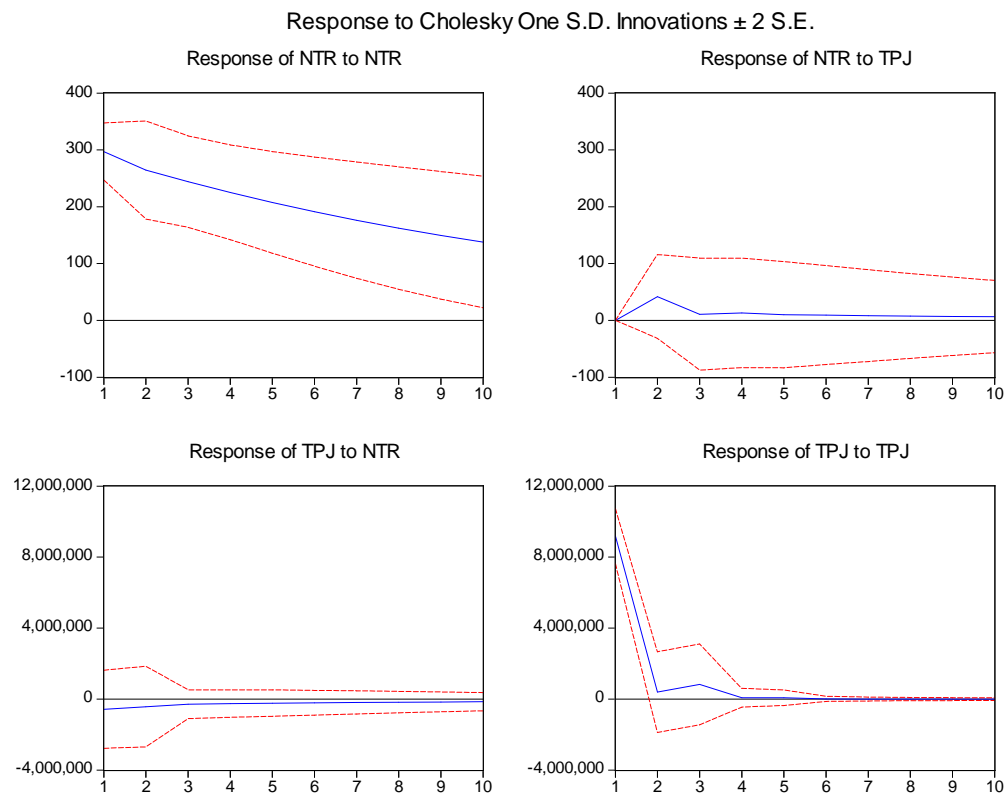 Response to Cholesky One S.D. Innovations ± 2 S.E.
Response of NTR to NTR
400
300
200
100
0
-100
1 2 3 4 5 6 7 8 9 10
Response of NTR to TPJ
400
300
200
100
0
-100
1 2 3 4 5 6 7 8 9 10
Response of TPJ to NTR
12,000,000
8,000,000
4,000,000
0
-4,000,000
1 2 3 4 5 6 7 8 9 10
Response of TPJ to TPJ
12,000,000
8,000,000
4,000,000
0
-4,000,000
1 2 3 4 5 6 7 8 9 10